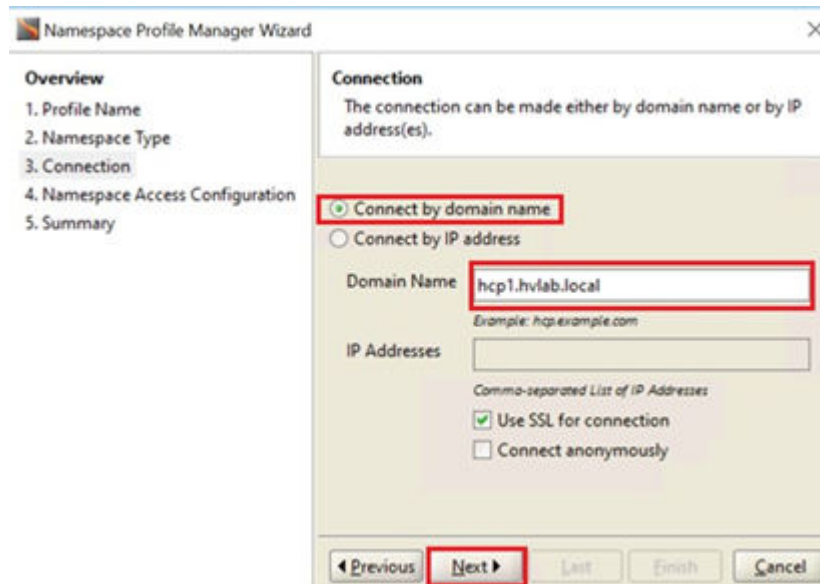 Namespace Profile Manager Wizard
Overview
1. Profile Name
2. Namespace Type
3. Connection
4. Namespace Access Configuration
5. Summary
Connection
The connection can be made either by domain name or by IP
address(es).
Connect by domain name
Connect by IP address
Domain Name
hcp1.hvlab.local
Example: hcp.example.com
IP Addresses
Comma-separated List of IP Addresses
Use SSL for connection
Connect anonymously
Previous
Next
Last
Finish
Cancel